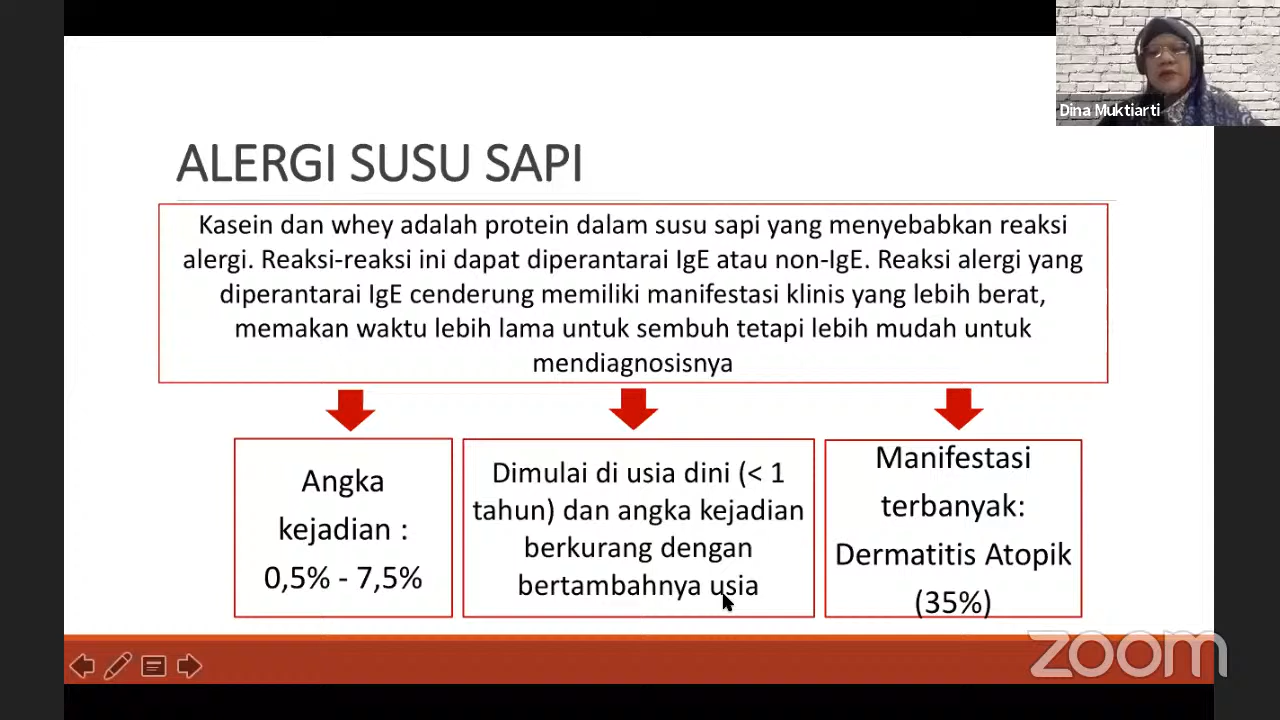 Dina Muktiarti
ALERGI SUSU SAPI
Kasein dan whey adalah protein dalam susu sapi yang menyebabkan reaksi
alergi. Reaksi-reaksi ini dapat diperantarai IgE atau non-IgE. Reaksi alergi yang
diperantarai IgE cenderung memiliki manifestasi klinis yang lebih berat,
memakan waktu lebih lama untuk sembuh tetapi lebih mudah untuk
mendiagnosisnya
Angka
kejadian :
0,5% - 7,5%
Dimulai di usia dini (< 1
tahun) dan angka kejadian
berkurang dengan
bertambahnya usia
Manifestasi
terbanyak:
Dermatitis Atopik
(35%)
zoom